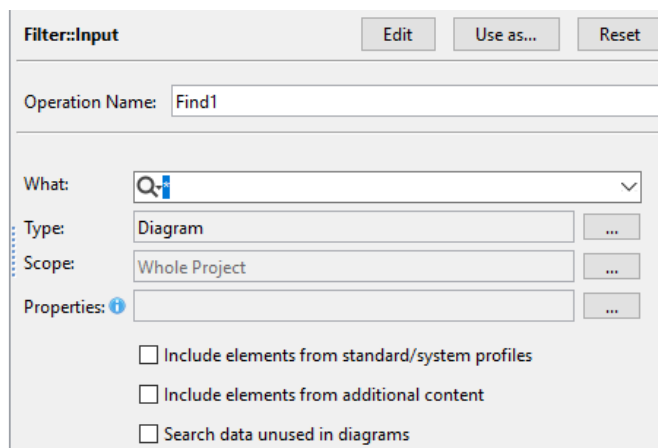 Filter::Input Edit Use as... Reset
Operation Name: Find1
What: *
Type: Diagram ...
Scope: Whole Project ...
Properties: i ...
Include elements from standard/system profiles
Include elements from additional content
Search data unused in diagrams